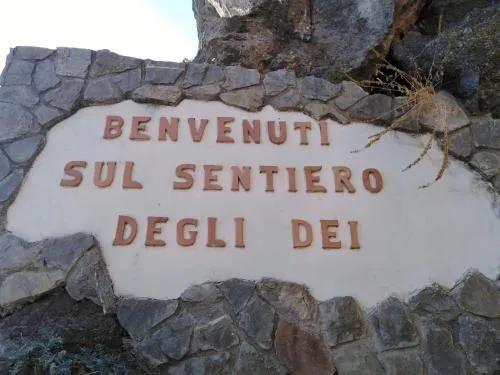 BENVENUTI
SUL SENTIERO
DEGLI DEI